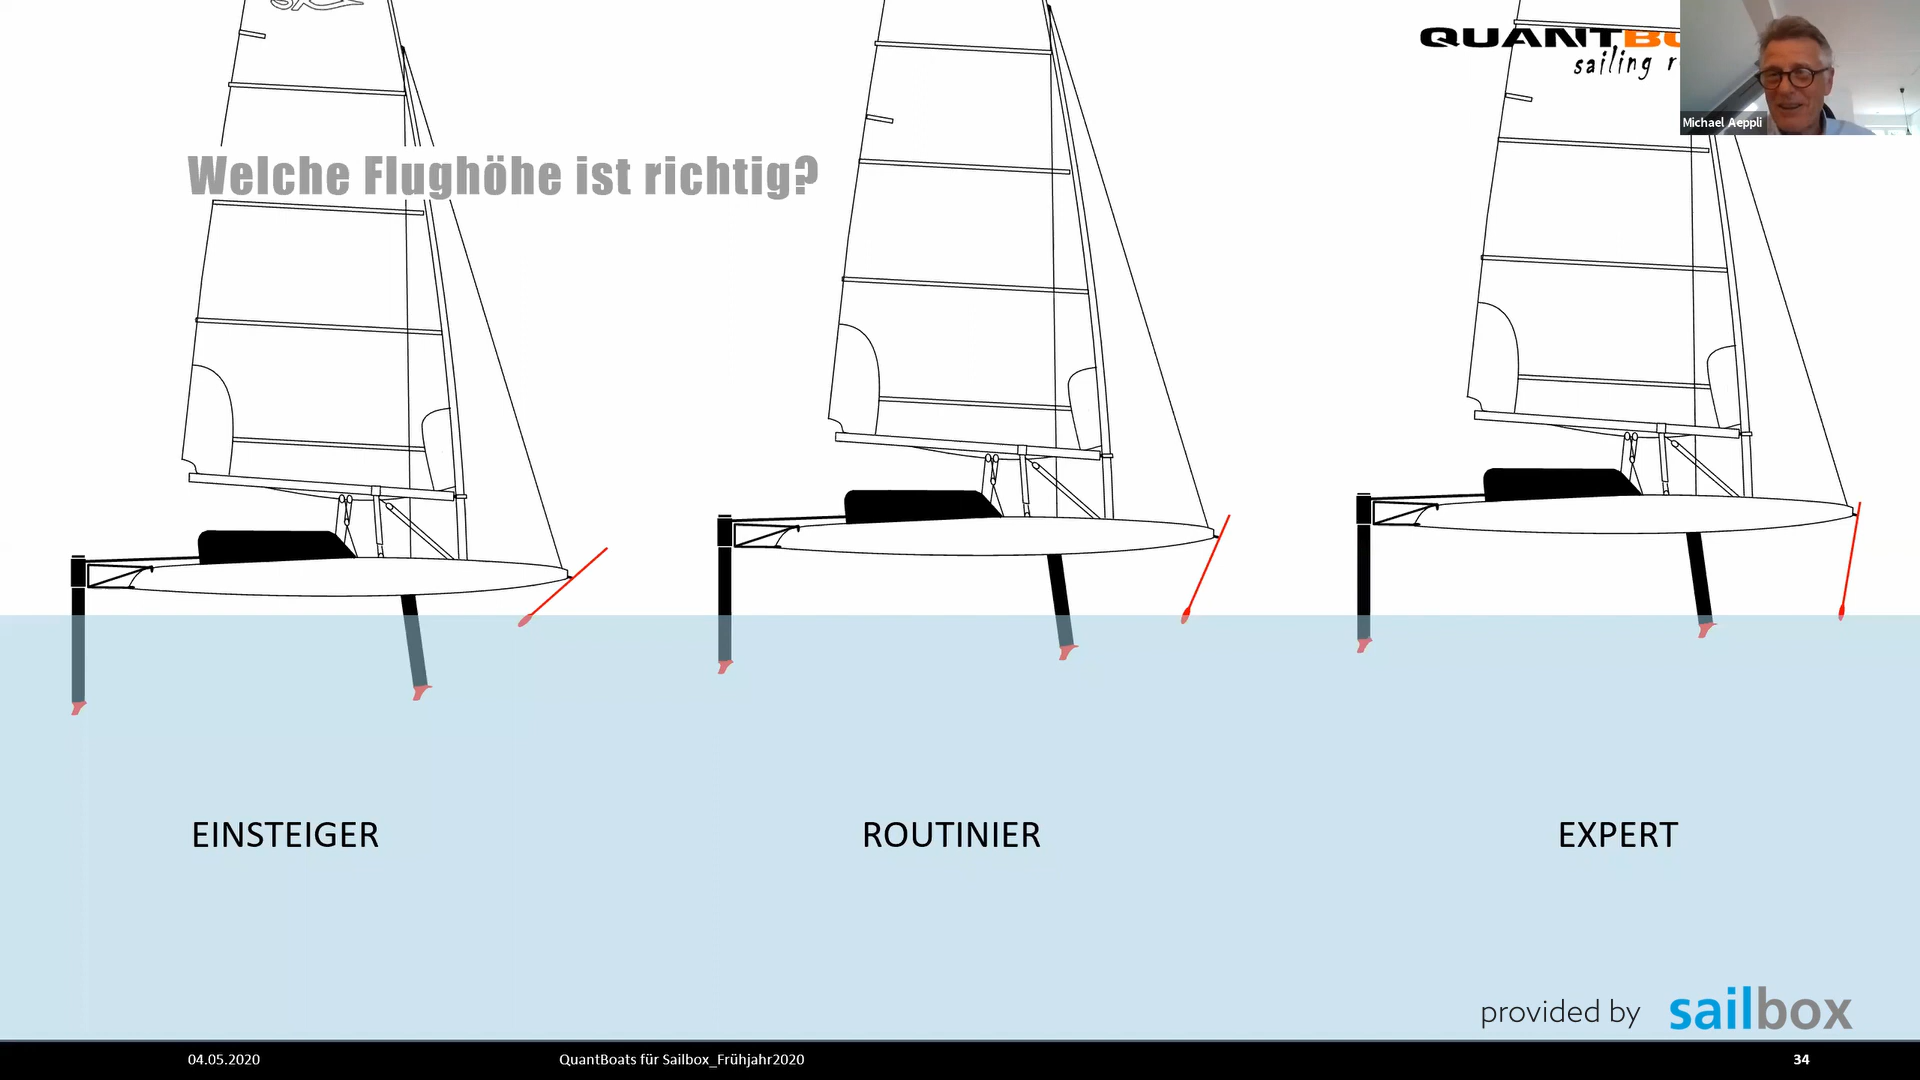 QUANTBO
sailing r
Michael Aeppli
Welche Flughöhe ist richtig?
EINSTEIGER
ROUTINIER
EXPERT
provided by sailbox
04.05.2020
QuantBoats für Sailbox_Frühjahr2020
34